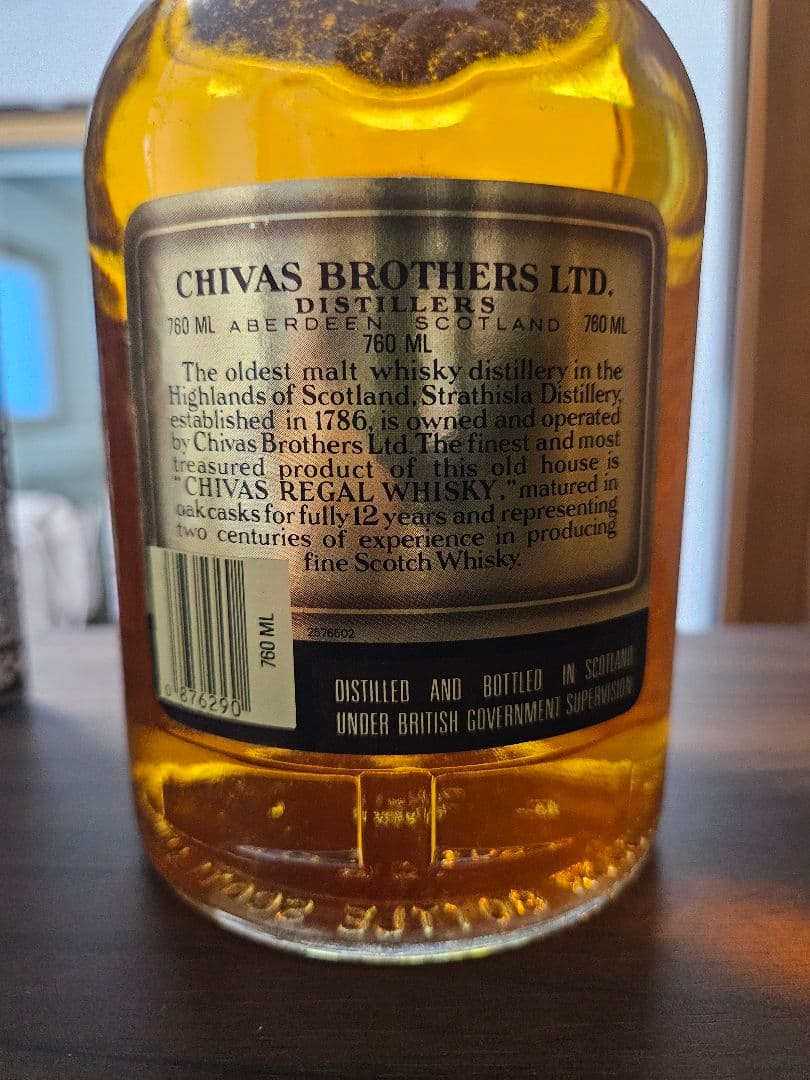 CHIVAS BROTHERS LTD.
DISTILLERS
760 ML ABERDEEN SCOTLAND 760 ML
760 ML
The oldest malt whisky distillery in the
Highlands of Scotland, Strathisla Distillery,
established in 1786, is owned and operated
by Chivas Brothers Ltd. The finest and most
treasured product of this old house is
"CHIVAS REGAL WHISKY," matured in
oak casks for fully 12 years and representing
two centuries of experience in producing
fine Scotch Whisky.
760 ML
2576502
0 876290
DISTILLED AND BOTTLED IN SCOTLAND
UNDER BRITISH GOVERNMENT SUPERVISION
BOTTLE